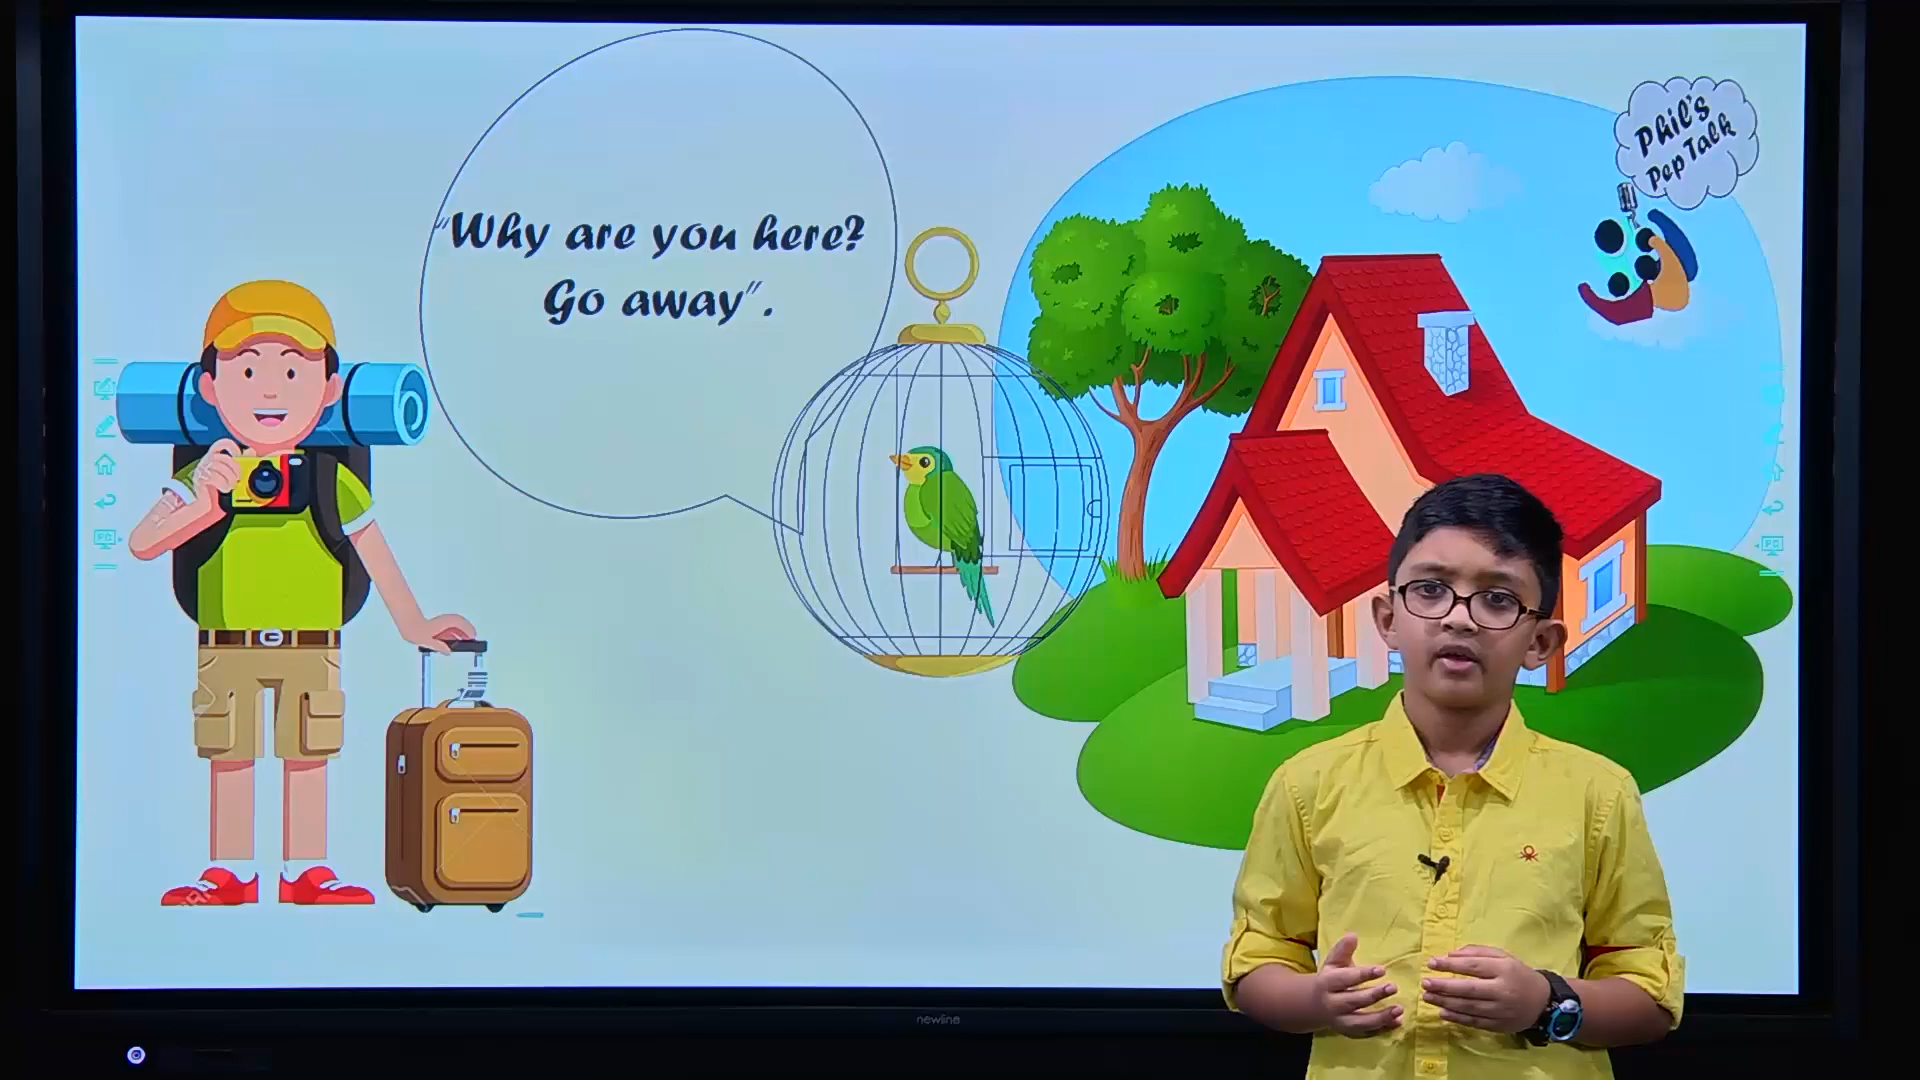 "Why are you here?
Go away".
Phil's
Pep Talk
newline